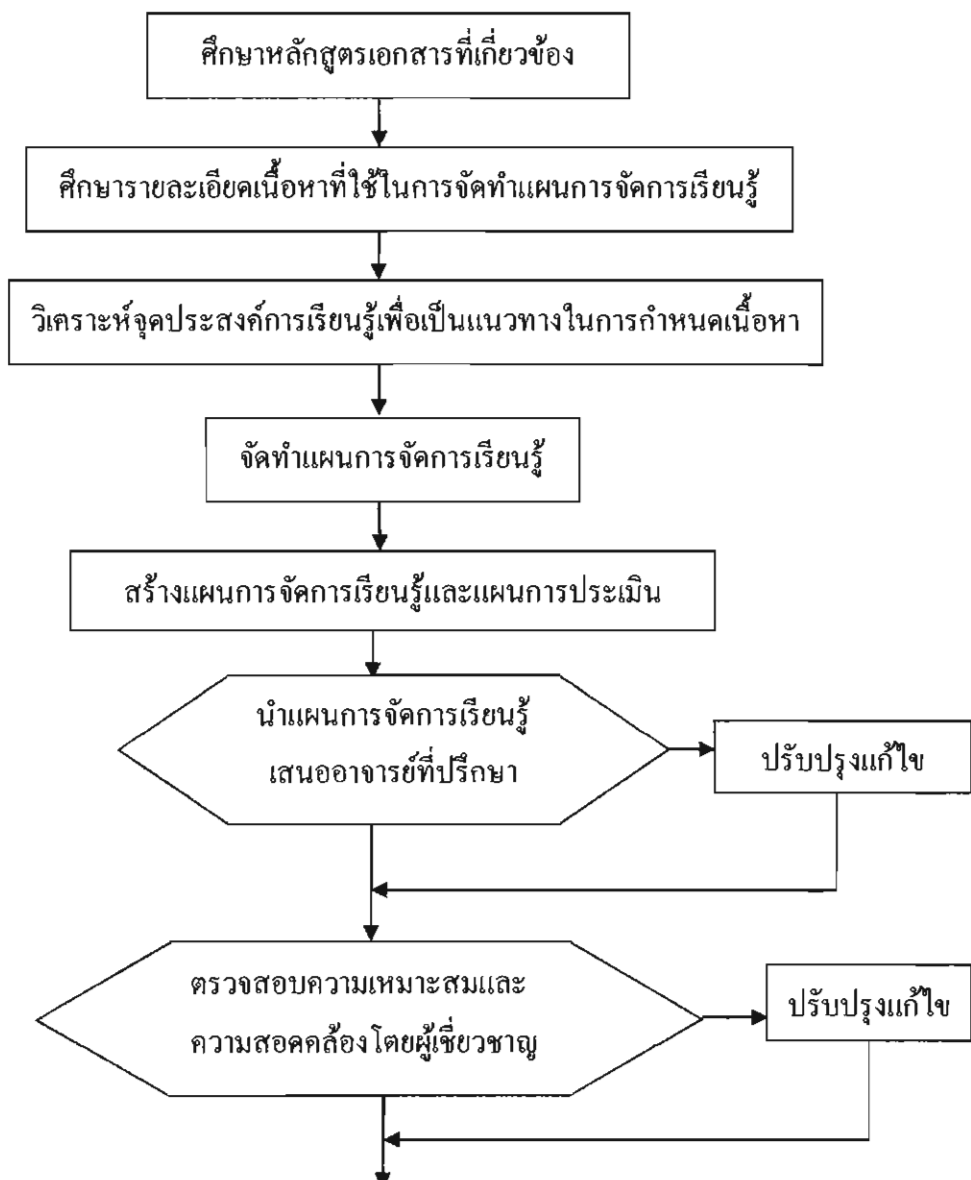 ศึกษาหลักสูตรเอกสารที่เกี่ยวข้อง
ศึกษารายละเอียดเนื้อหาที่ใช้ในการจัดทำแผนการจัดการเรียนรู้
วิเคราะห์จุดประสงค์การเรียนรู้เพื่อเป็นแนวทางในการกำหนดเนื้อหา
จัดทำแผนการจัดการเรียนรู้
สร้างแผนการจัดการเรียนรู้และแผนการประเมิน
นำแผนการจัดการเรียนรู้
เสนออาจารย์ที่ปรึกษา
ปรับปรุงแก้ไข
ตรวจสอบความเหมาะสมและ
ความสอดคล้องโดยผู้เชี่ยวชาญ
ปรับปรุงแก้ไข